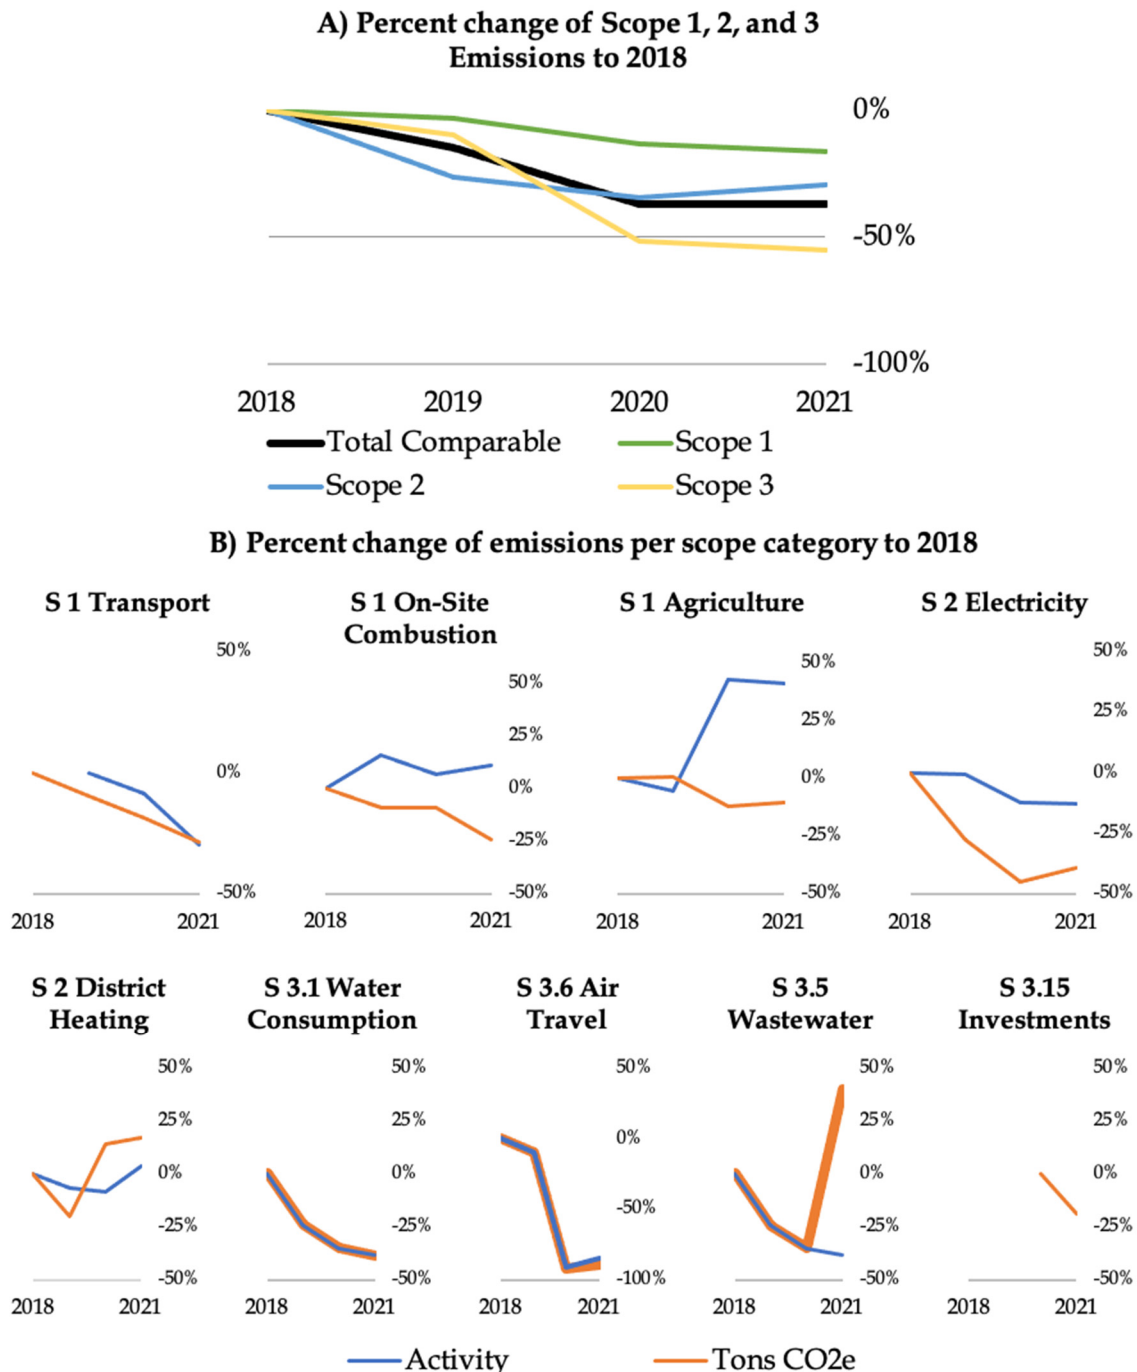 A) Percent change of Scope 1, 2, and 3
Emissions to 2018
0%
-50%
-100%
2018 2019 2020 2021
Total Comparable Scope 1
Scope 2 Scope 3
B) Percent change of emissions per scope category to 2018
S 1 Transport
50%
0%
-50%
2018 2021
S 1 On-Site
Combustion
50%
25%
0%
-25%
-50%
2018 2021
S 1 Agriculture
50%
25%
0%
-25%
-50%
2018 2021
S 2 Electricity
50%
25%
0%
-25%
-50%
2018 2021
S 2 District
Heating
50%
25%
0%
-25%
-50%
2018 2021
S 3.1 Water
Consumption
50%
25%
0%
-25%
-50%
2018 2021
S 3.6 Air
Travel
50%
0%
-50%
-100%
2018 2021
S 3.5
Wastewater
50%
25%
0%
-25%
-50%
2018 2021
S 3.15
Investments
50%
25%
0%
-25%
-50%
2018 2021
Activity Tons CO2e